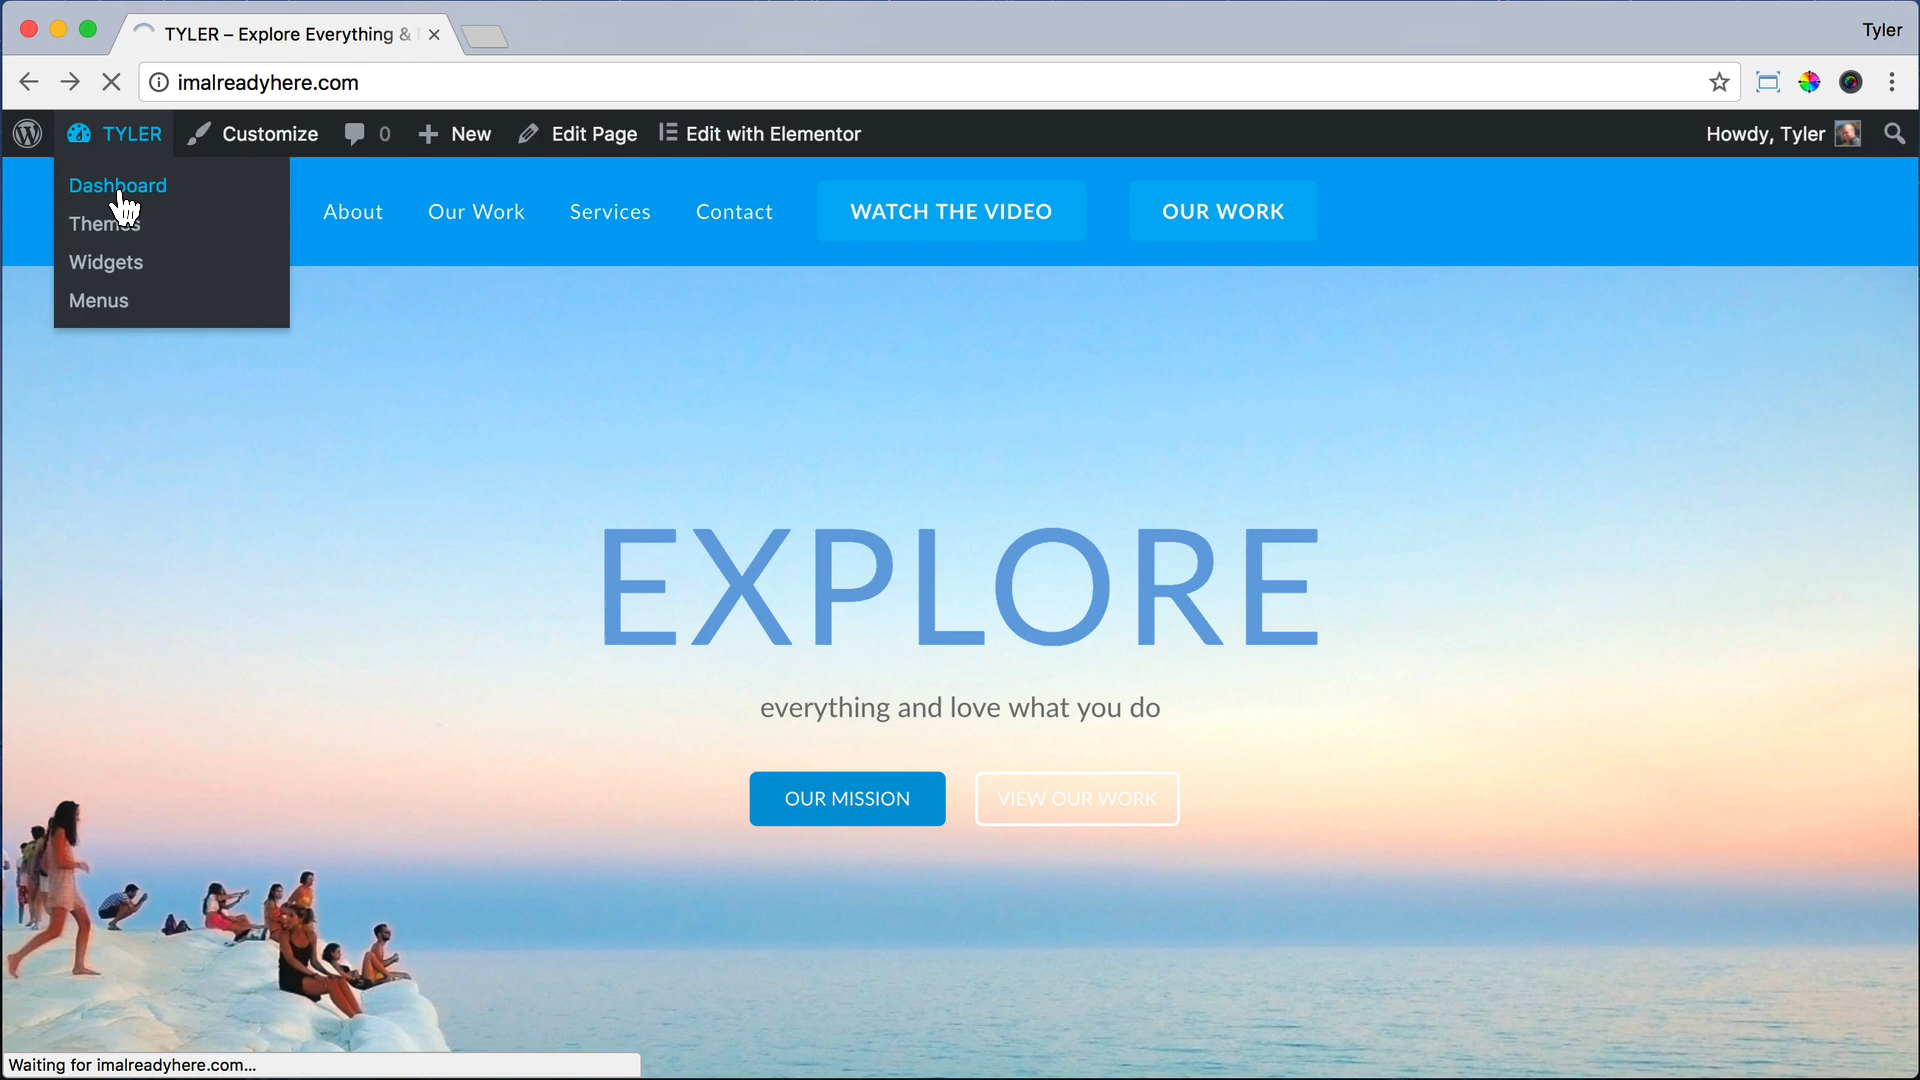 TYLER – Explore Everything &
Tyler
imalreadyhere.com
TYLER
Customize
0
New
Edit Page
Edit with Elementor
Howdy, Tyler
Dashboard
Themes
Widgets
Menus
About
Our Work
Services
Contact
WATCH THE VIDEO
OUR WORK
EXPLORE
everything and love what you do
OUR MISSION
VIEW OUR WORK
Waiting for imalreadyhere.com...